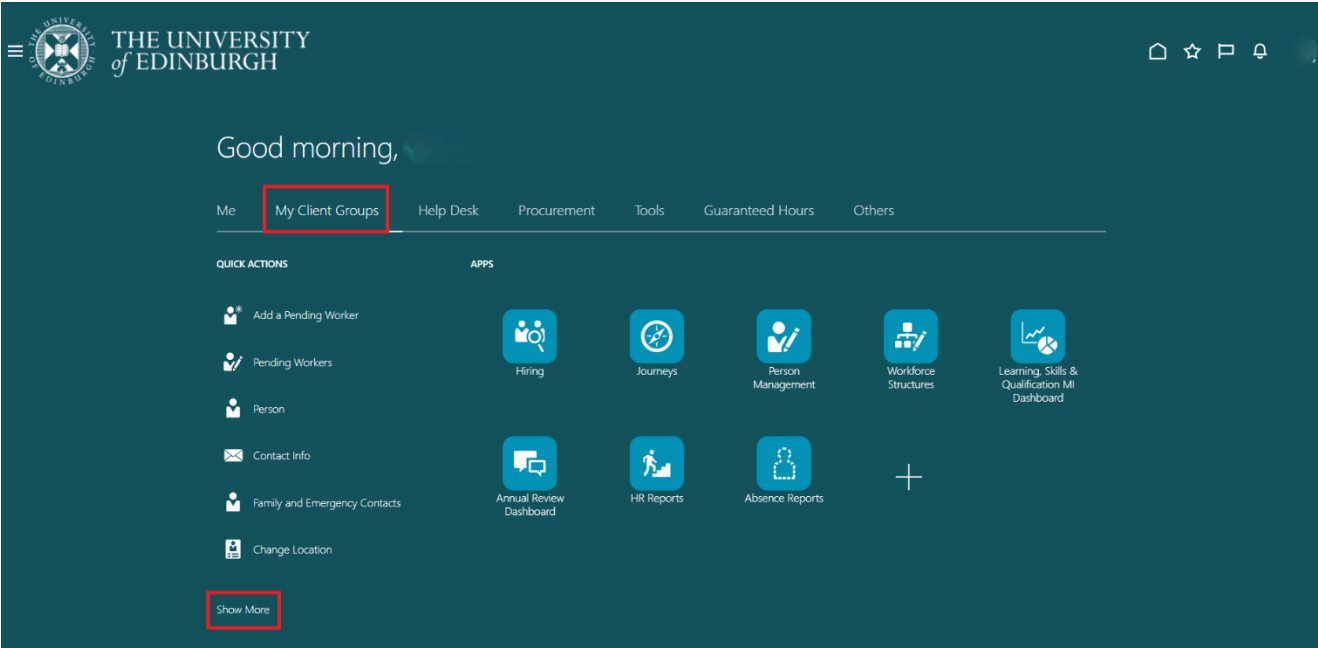 THE UNIVERSITY
of EDINBURGH
Good morning,
Me My Client Groups Help Desk Procurement Tools Guaranteed Hours Others
QUICK ACTIONS
Add a Pending Worker
Pending Workers
Person
Contact Info
Family and Emergency Contacts
Change Location
Show More
APPS
Hiring
Journeys
Person
Management
Workforce
Structures
Learning, Skills &
Qualification MI
Dashboard
Annual Review
Dashboard
HR Reports
Absence Reports